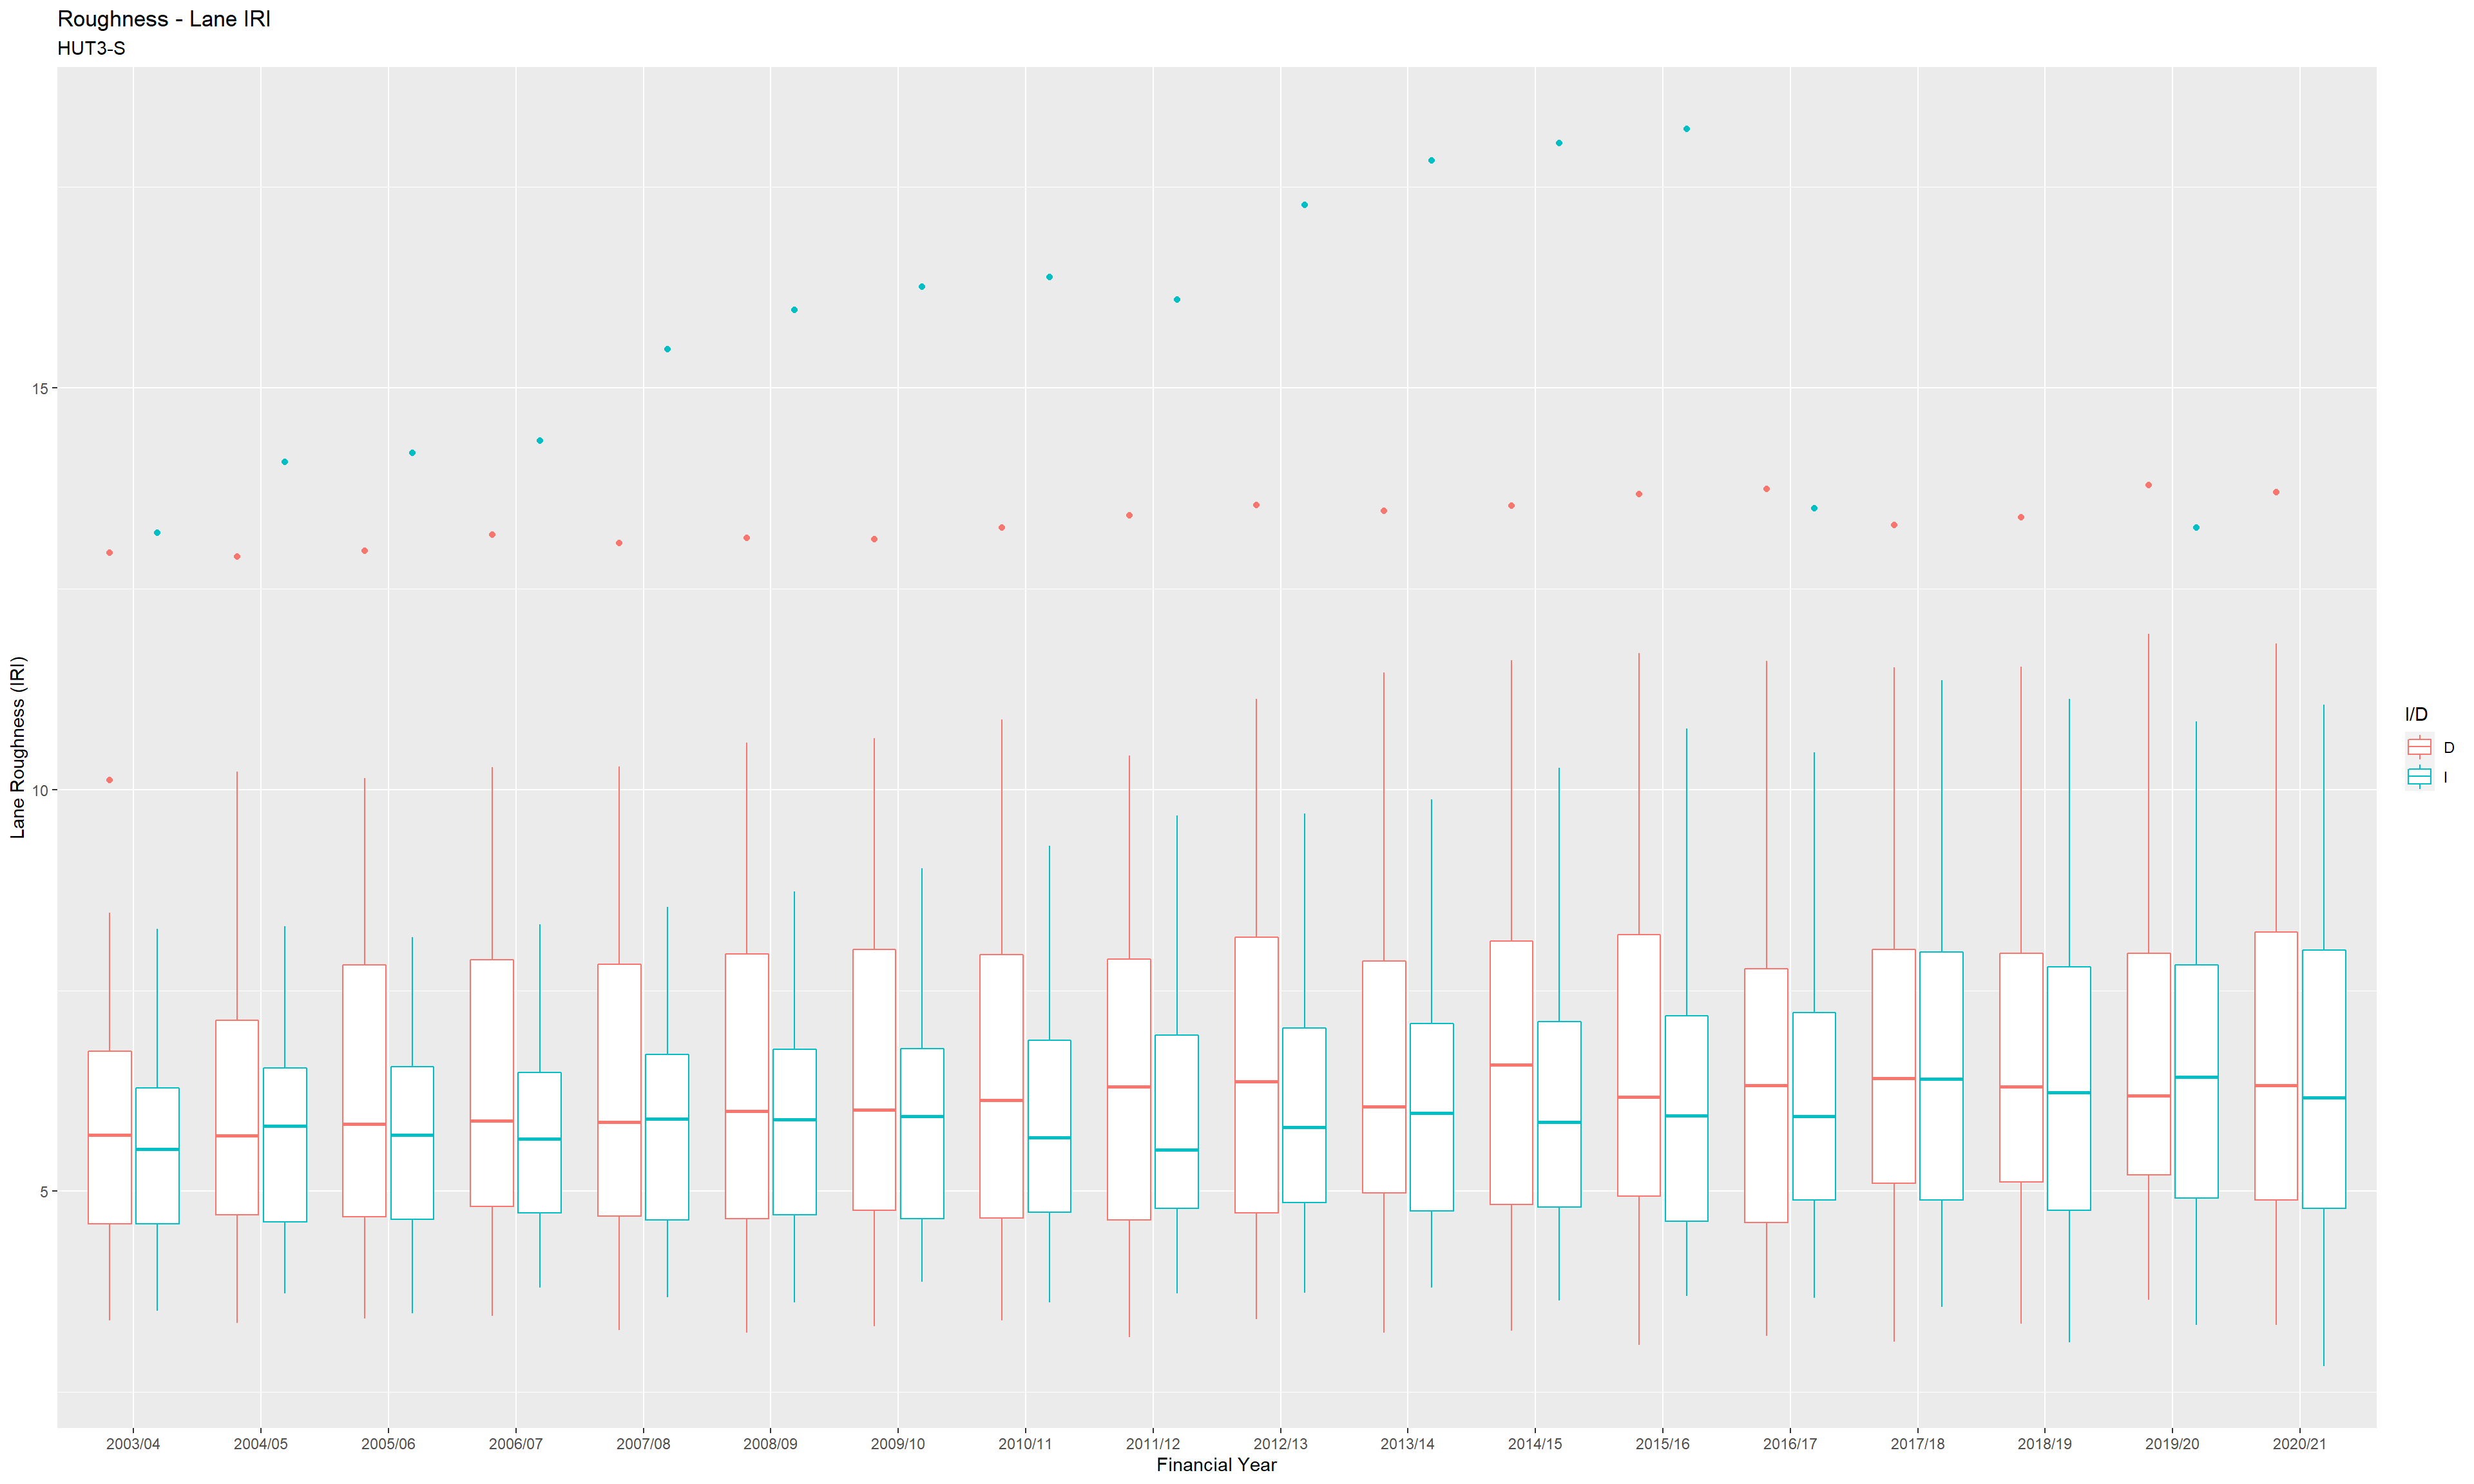 Roughness - Lane IRI
HUT3-S
Lane Roughness (IRI)
15
10
5
2003/04 2004/05 2005/06 2006/07 2007/08 2008/09 2009/10 2010/11 2011/12 2012/13 2013/14 2014/15 2015/16 2016/17 2017/18 2018/19 2019/20 2020/21
Financial Year
I/D
D
I